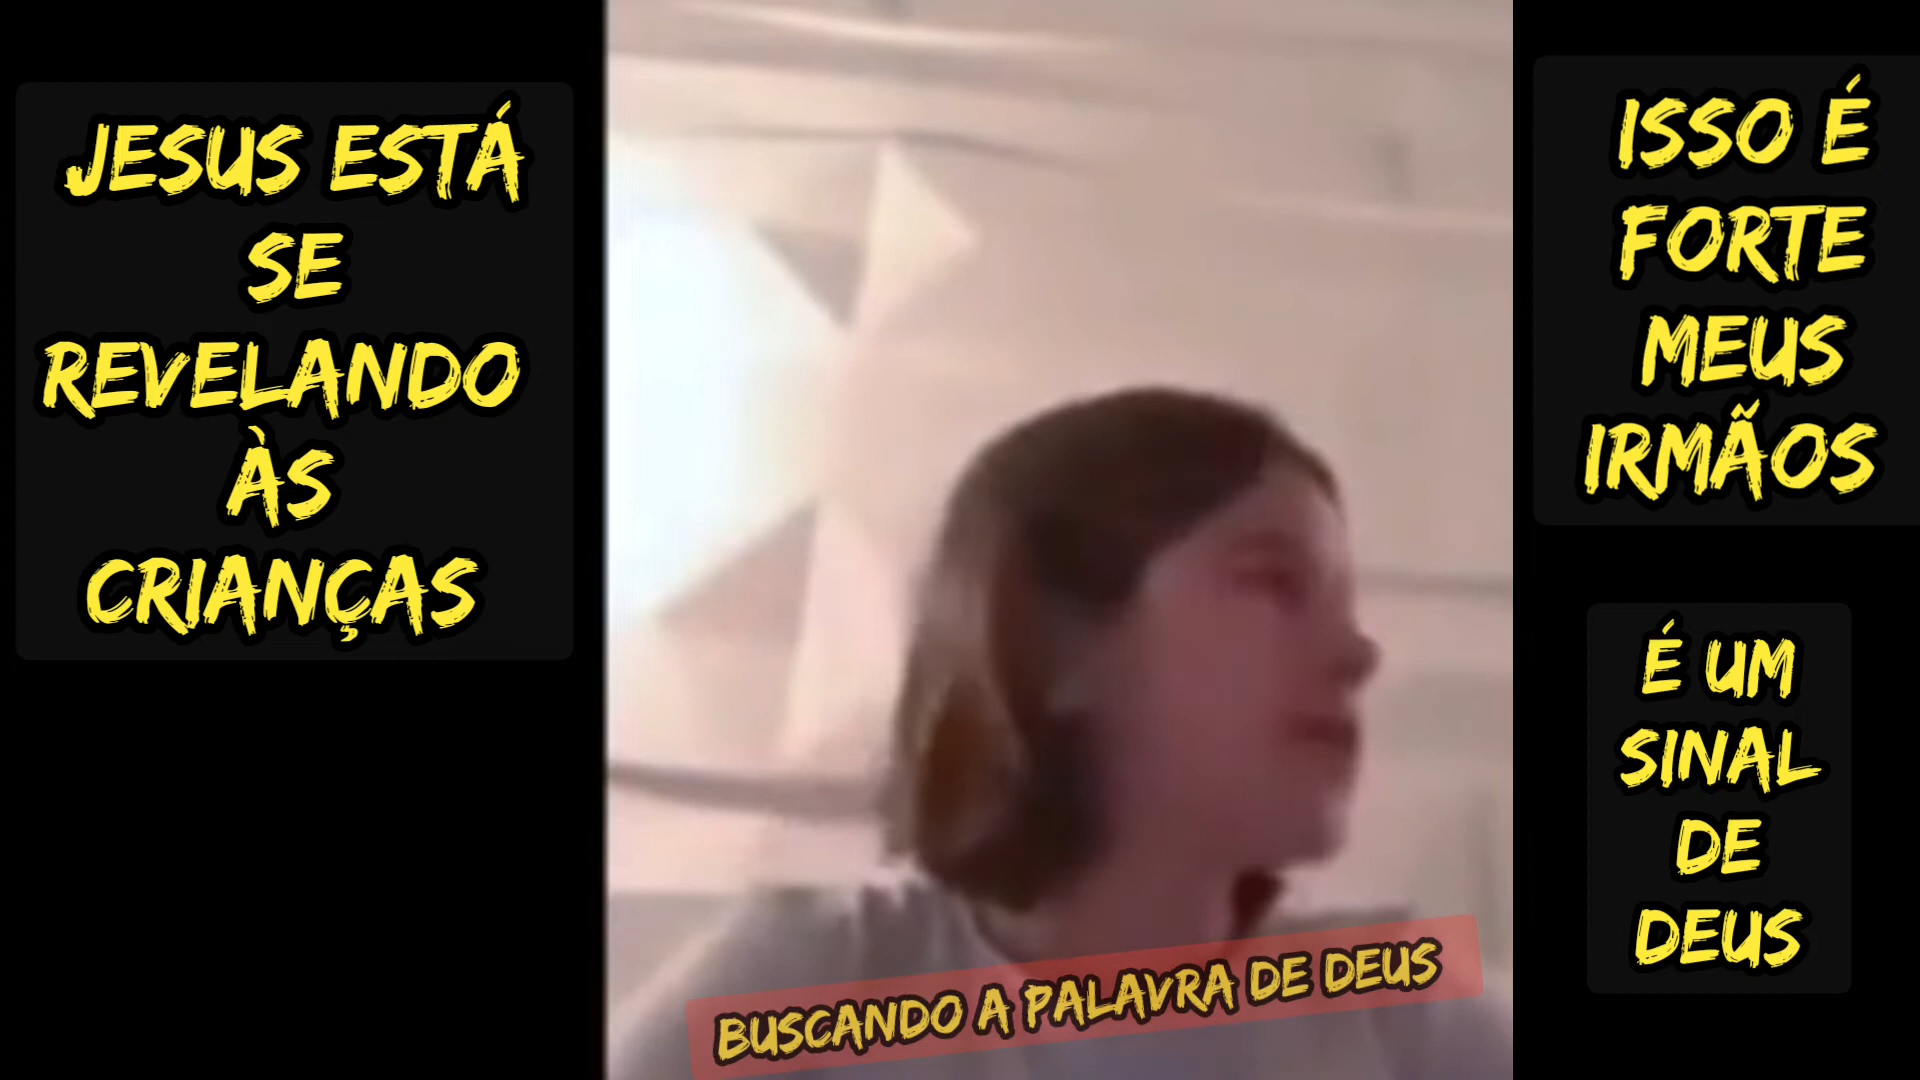 JESUS ESTÁ
SE
REVELANDO
ÀS
CRIANÇAS
ISSO É
FORTE
MEUS
IRMÃOS
É UM
SINAL
DE
DEUS
BUSCANDO A PALAVRA DE DEUS